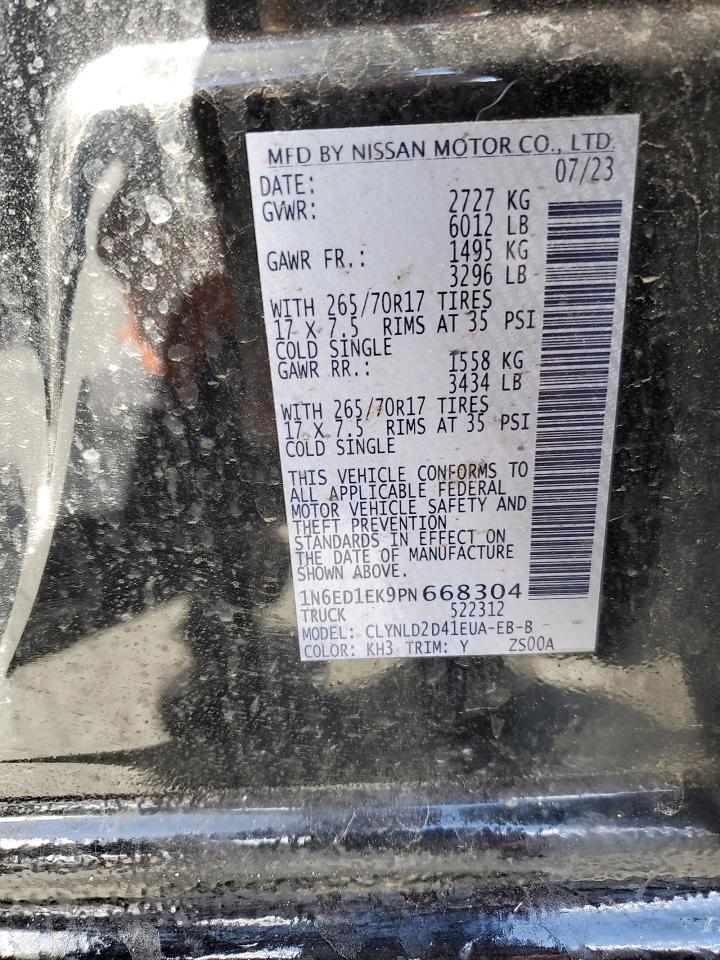 MFD BY NISSAN MOTOR CO., LTD.
DATE: 07/23
GVWR: 2727 KG
6012 LB
GAWR FR.: 1495 KG
3296 LB
WITH 265/70R17 TIRES
17 X 7.5 RIMS AT 35 PSI
COLD SINGLE
GAWR RR.: 1558 KG
3434 LB
WITH 265/70R17 TIRES
17 X 7.5 RIMS AT 35 PSI
COLD SINGLE
THIS VEHICLE CONFORMS TO
ALL APPLICABLE FEDERAL
MOTOR VEHICLE SAFETY AND
THEFT PREVENTION
STANDARDS IN EFFECT ON
THE DATE OF MANUFACTURE
SHOWN ABOVE.
1N6ED1EK9PN668304
TRUCK 522312
MODEL: CLYNLD2D41EUA-EB-B
COLOR: KH3 TRIM: Y ZS00A